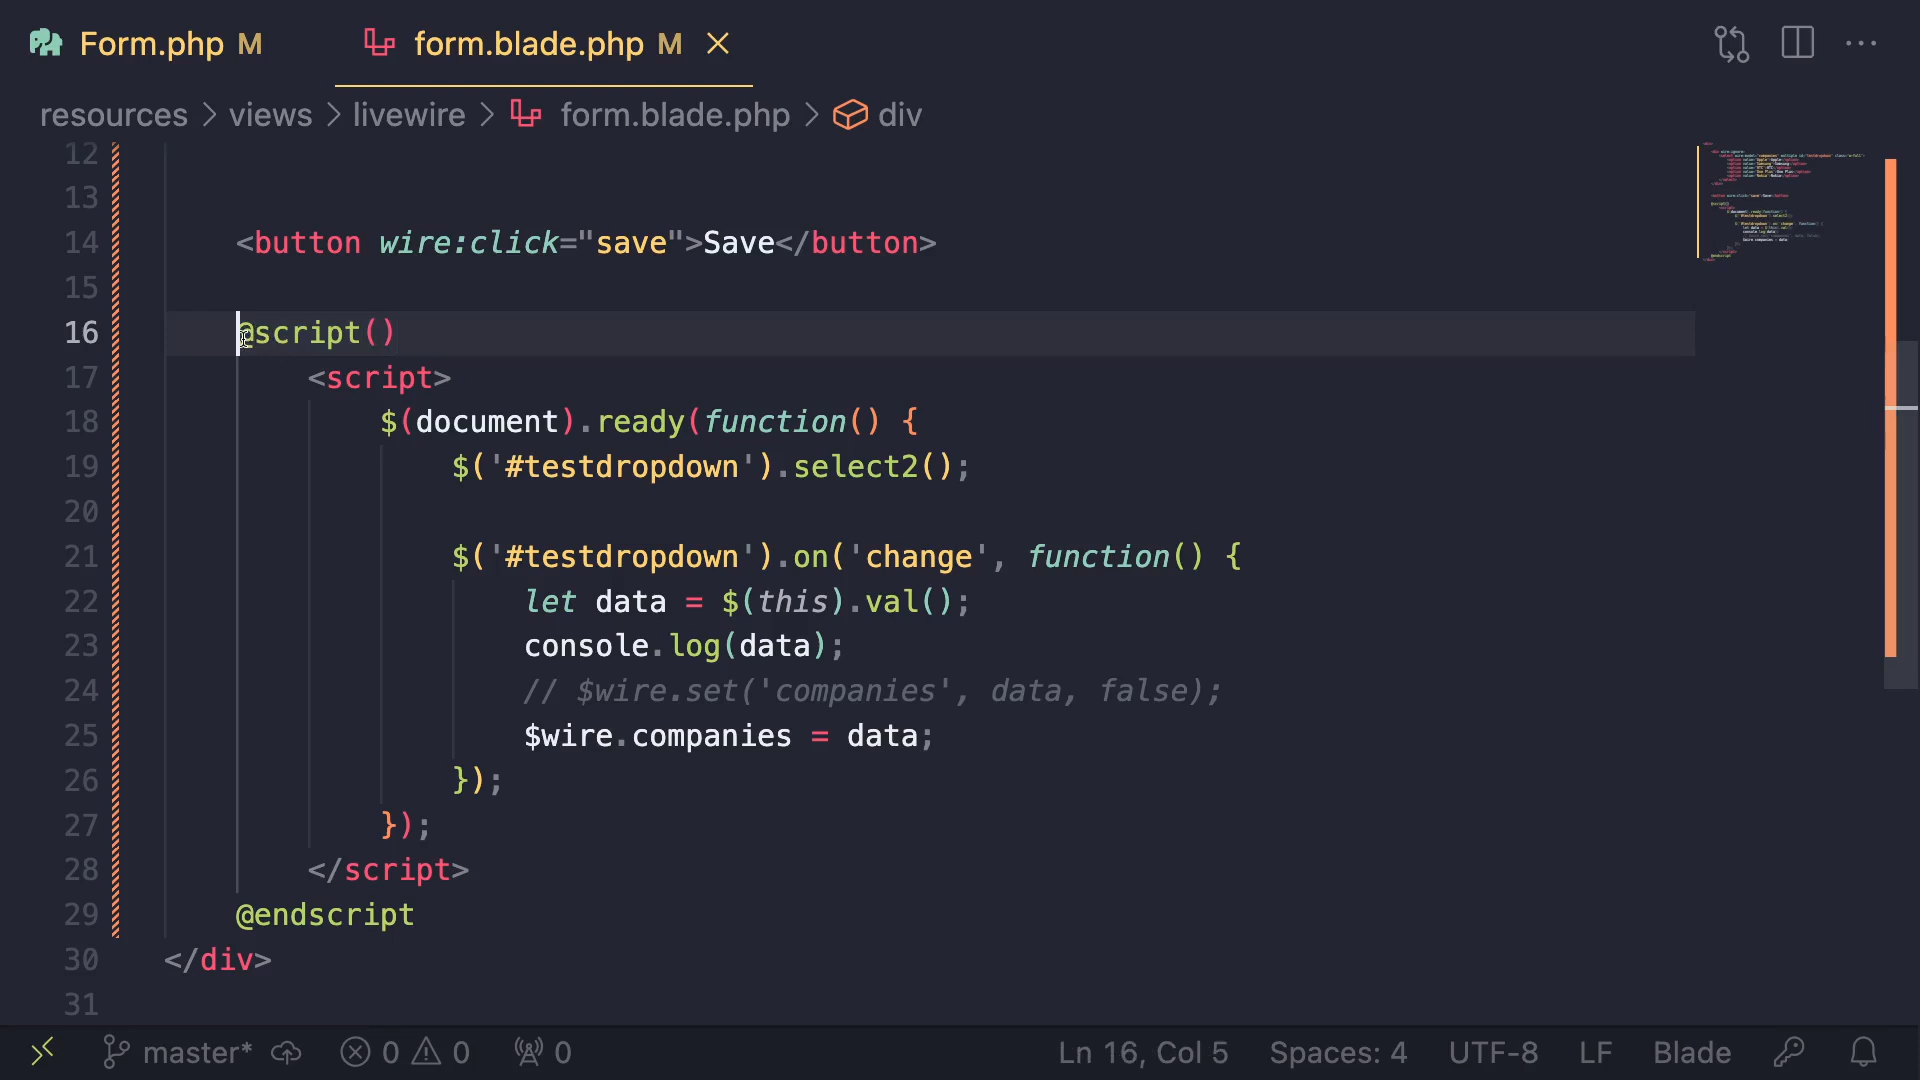 Form.php M
form.blade.php M
resources > views > livewire > form.blade.php > div
12
13
14 <button wire:click="save">Save</button>
15
16 @script()
17 <script>
18 $(document).ready(function() {
19 $('#testdropdown').select2();
20
21 $('#testdropdown').on('change', function() {
22 let data = $(this).val();
23 console.log(data);
24 // $wire.set('companies', data, false);
25 $wire.companies = data;
26 });
27 });
28 </script>
29 @endscript
30 </div>
31
master* 0 0 0 Ln 16, Col 5 Spaces: 4 UTF-8 LF Blade